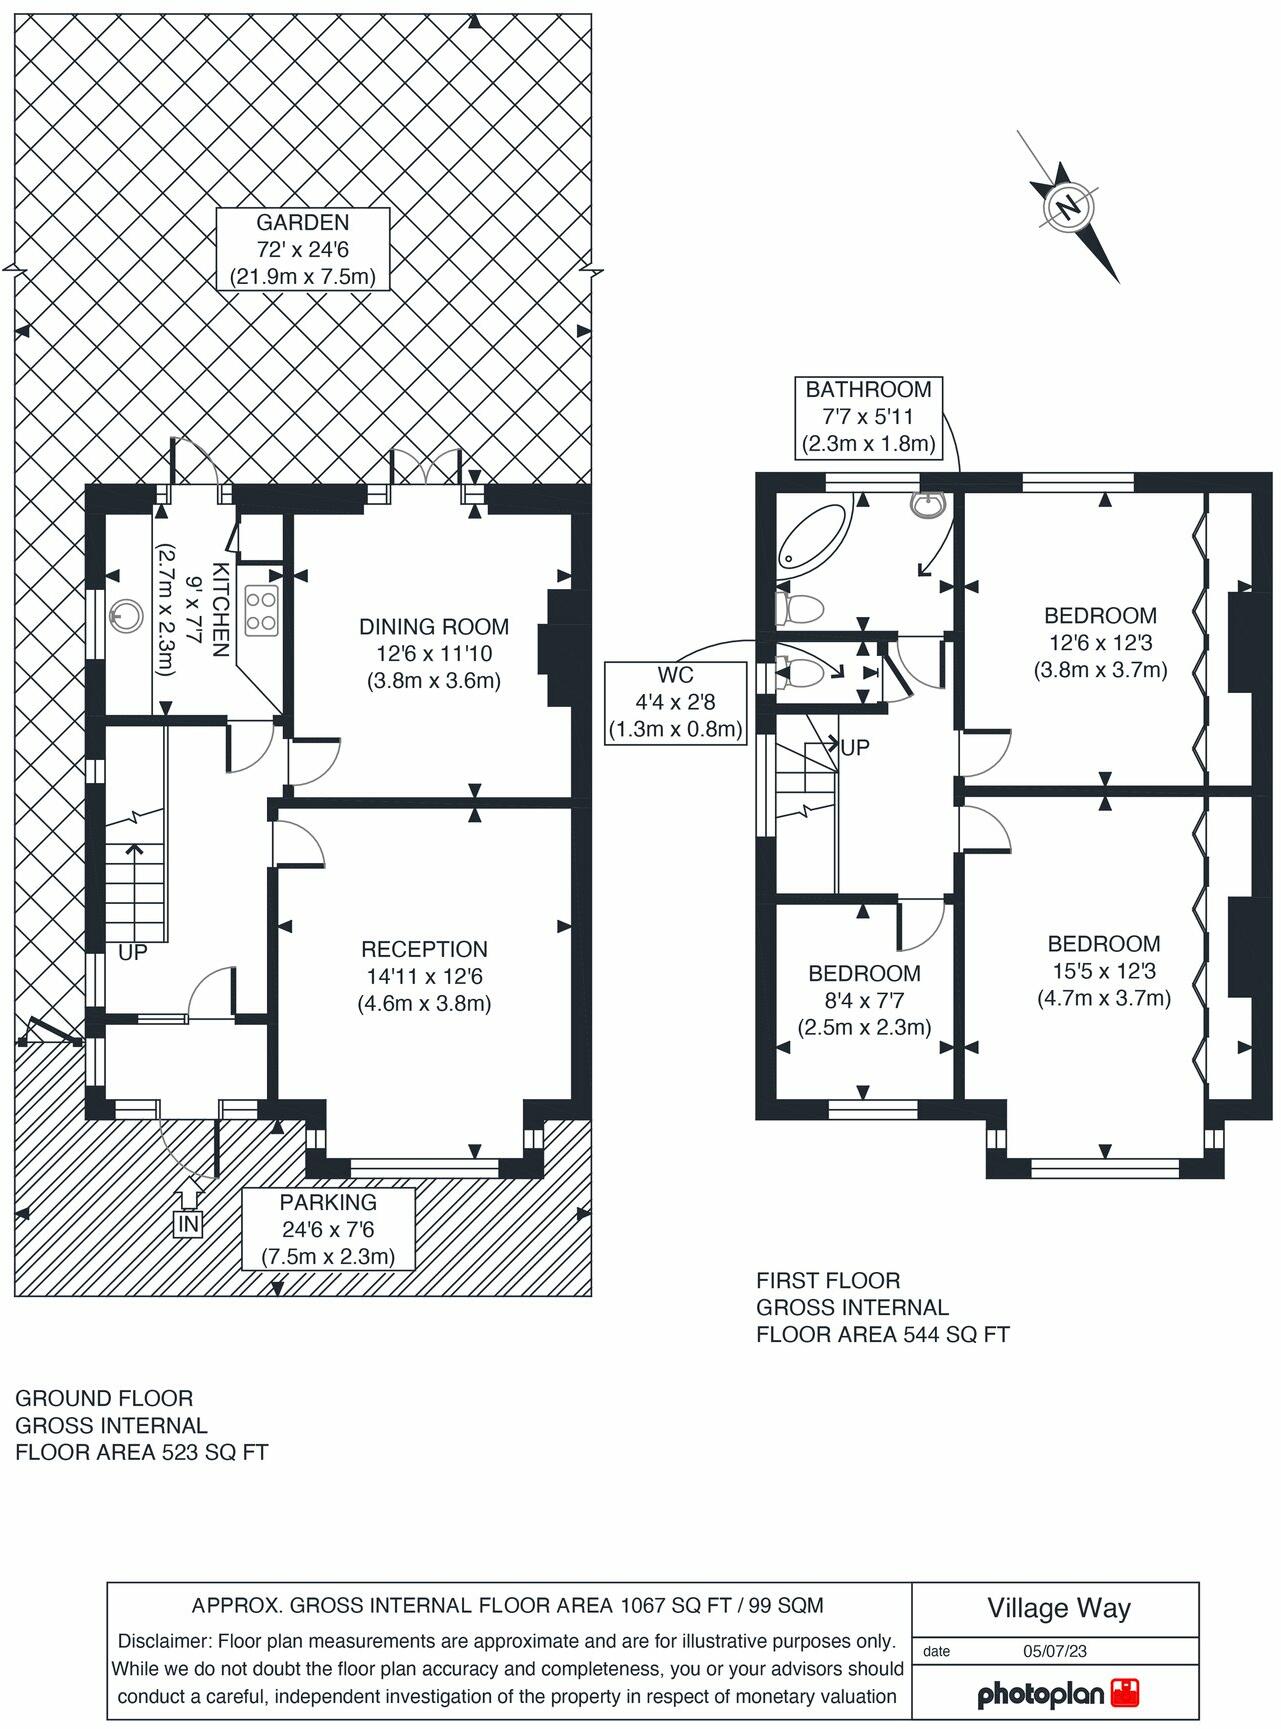 GARDEN
72' x 24'6
(21.9m x 7.5m)
N
BATHROOM
7'7 x 5'11
(2.3m x 1.8m)
KITCHEN
9' x 7'7
(2.7m x 2.3m)
DINING ROOM
12'6 x 11'10
(3.8m x 3.6m)
BEDROOM
12'6 x 12'3
(3.8m x 3.7m)
WC
4'4 x 2'8
(1.3m x 0.8m)
UP
UP
RECEPTION
14'11 x 12'6
(4.6m x 3.8m)
BEDROOM
8'4 x 7'7
(2.5m x 2.3m)
BEDROOM
15'5 x 12'3
(4.7m x 3.7m)
IN
PARKING
24'6 x 7'6
(7.5m x 2.3m)
FIRST FLOOR
GROSS INTERNAL
FLOOR AREA 544 SQ FT
GROUND FLOOR
GROSS INTERNAL
FLOOR AREA 523 SQ FT
APPROX. GROSS INTERNAL FLOOR AREA 1067 SQ FT / 99 SQM
Disclaimer: Floor plan measurements are approximate and are for illustrative purposes only.
While we do not doubt the floor plan accuracy and completeness, you or your advisors should
conduct a careful, independent investigation of the property in respect of monetary valuation
Village Way
date 05/07/23
photoplan